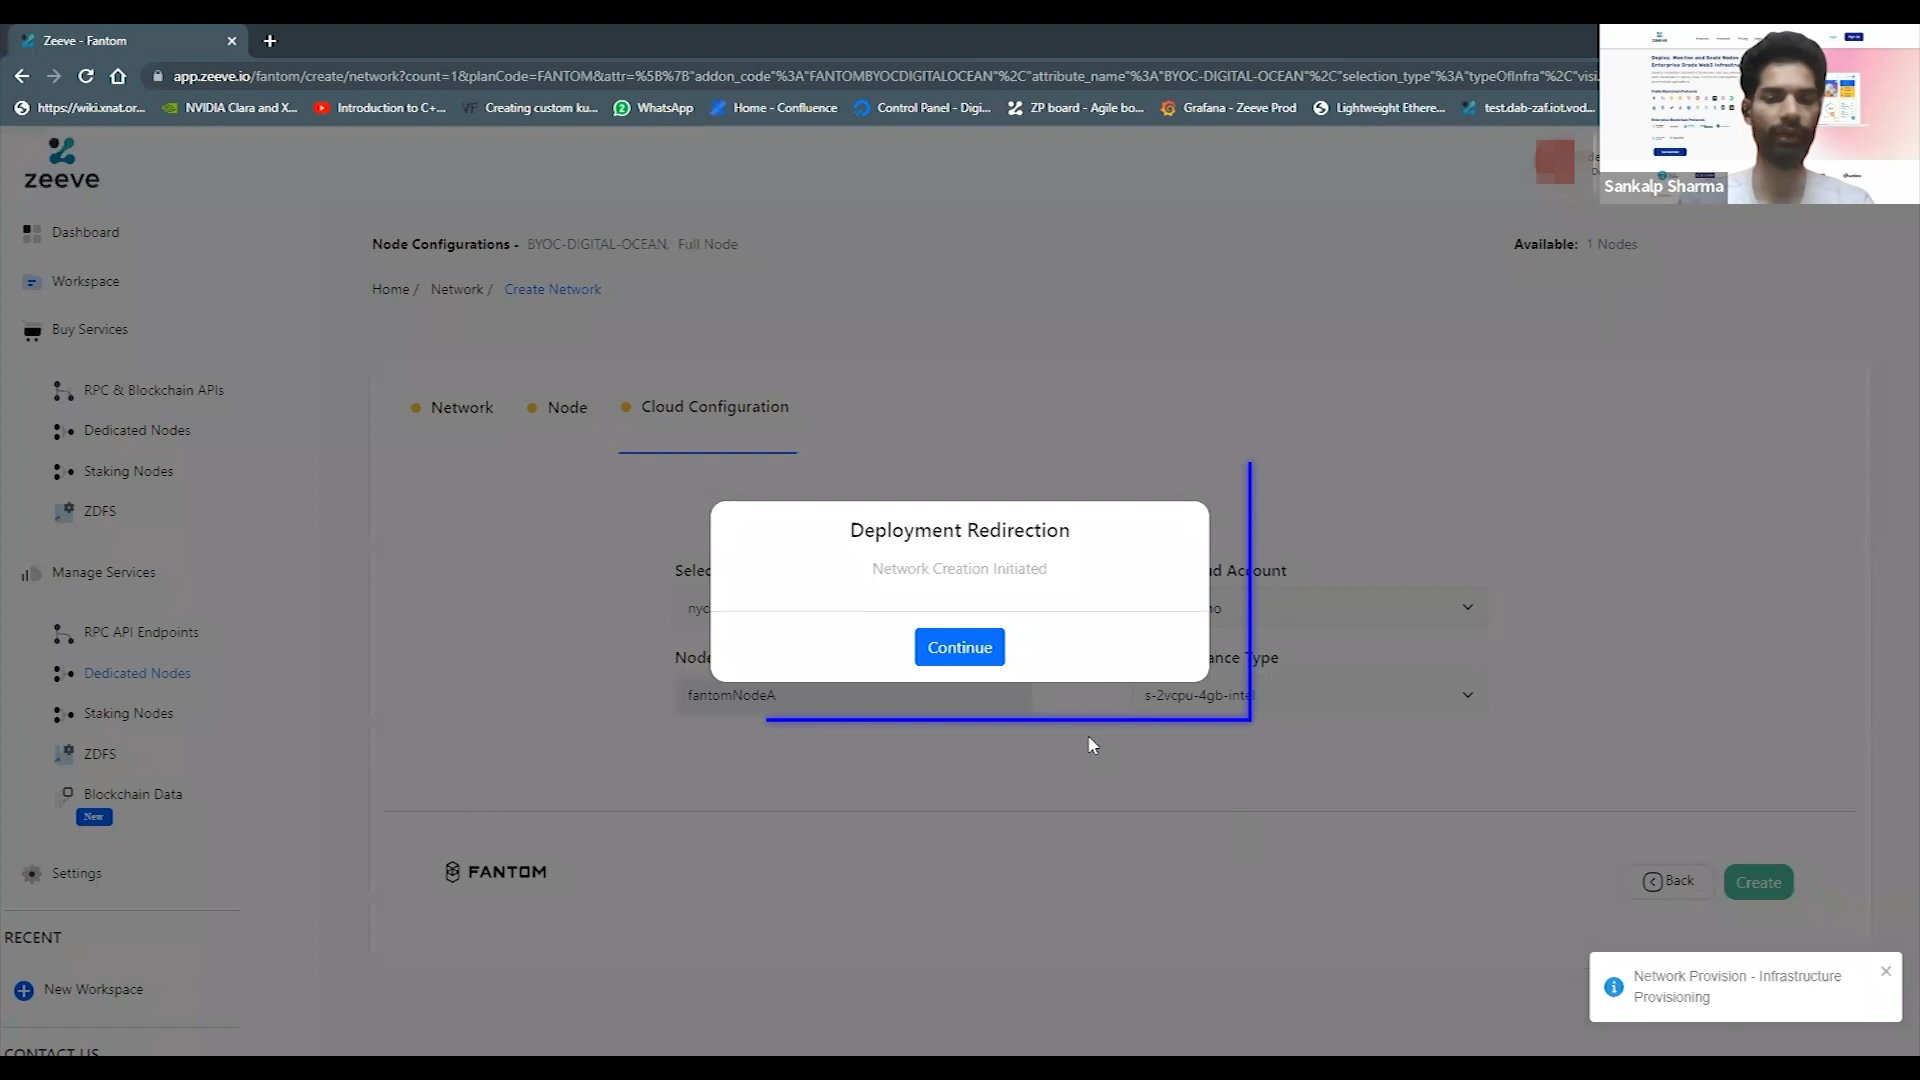 Zeeve - Fantom
app.zeeve.io/fantom/create/network?count=1&planCode=FANTOM&attr=%5B%7B"addon_code"%3A"FANTOMBYOCDIGITALOCEAN"%2C"attribute_name"%3A"BYOC-DIGITAL-OCEAN"%2C"selection_type"%3A"typeOfInfra"%2C"visi
https://wiki.xnat.or... NVIDIA Clara and X... Introduction to C+... Creating custom ku... WhatsApp Home - Confluence Control Panel - Digi... ZP board - Agile bo... Grafana - Zeeve Prod Lightweight Ethere... test.dab-zaf.iot.vod...
Sankalp Sharma
zeeve
Dashboard
Workspace
Buy Services
RPC & Blockchain APIs
Dedicated Nodes
Staking Nodes
ZDFS
Manage Services
RPC API Endpoints
Dedicated Nodes
Staking Nodes
ZDFS
Blockchain Data
New
Settings
RECENT
New Workspace
CONTACT US
Node Configurations - BYOC-DIGITAL-OCEAN, Full Node
Available: 1 Nodes
Home / Network / Create Network
Network Node Cloud Configuration
Deployment Redirection
Network Creation Initiated
Continue
Selec
ud Account
nyc
no
Node
ance Type
fantomNodeA
s-2vcpu-4gb-intel
FANTOM
Back
Create
Network Provision - Infrastructure
Provisioning